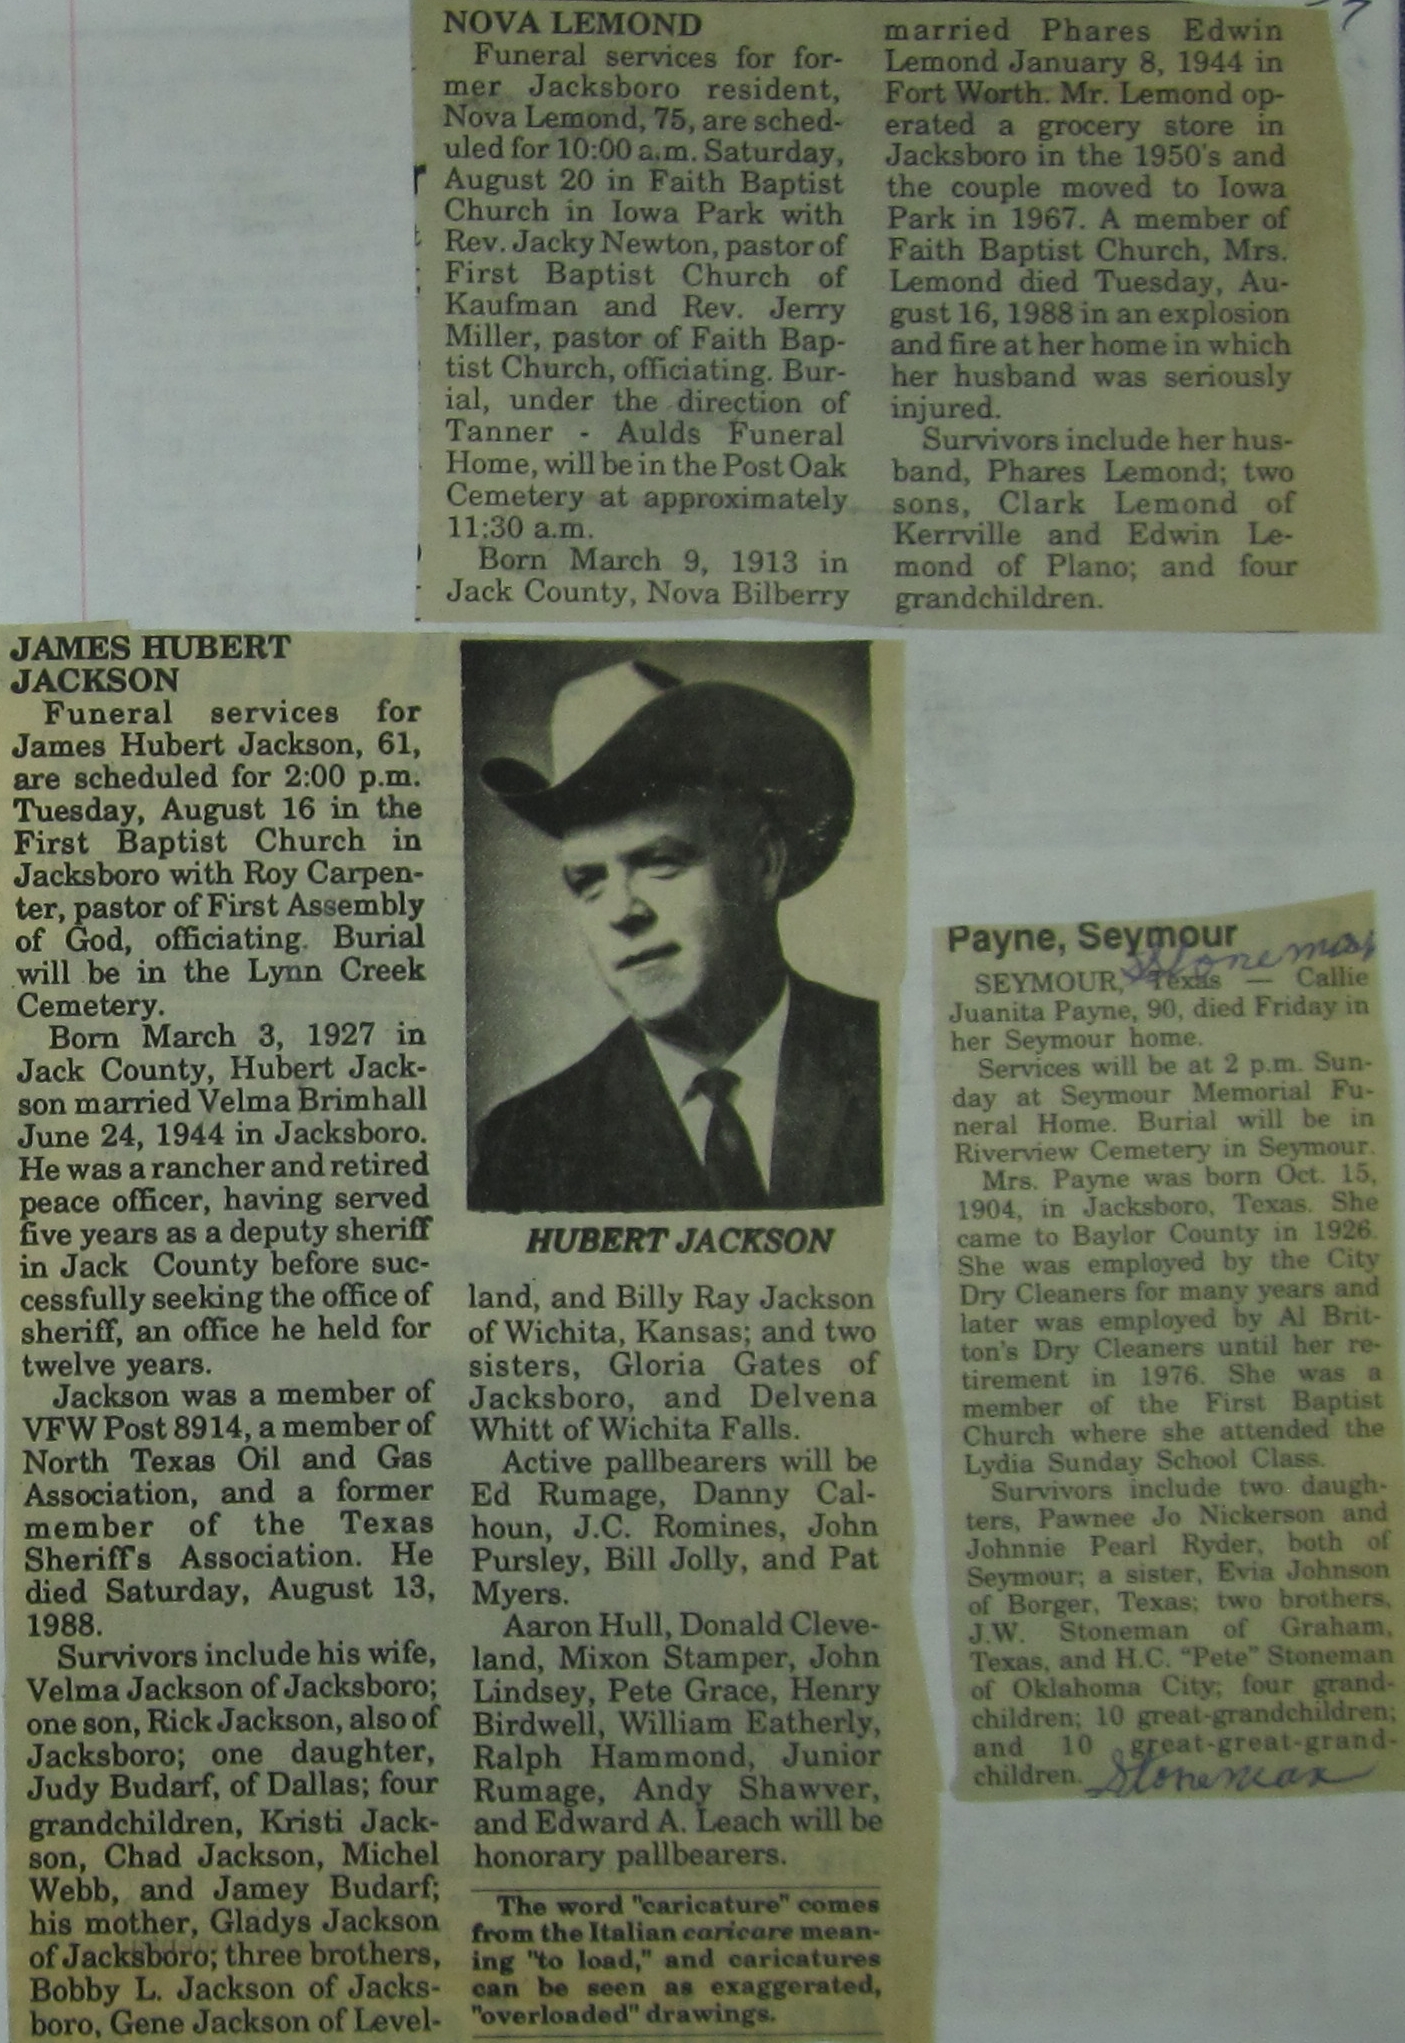 NOVA LEMOND
Funeral services for for-
mer Jacksboro resident,
Nova Lemond, 75, are sched-
uled for 10:00 a.m. Saturday,
August 20 in Faith Baptist
Church in Iowa Park with
Rev. Jacky Newton, pastor of
First Baptist Church of
Kaufman and Rev. Jerry
Miller, pastor of Faith Bap-
tist Church, officiating. Bur-
ial, under the direction of
Tanner - Aulds Funeral
Home, will be in the Post Oak
Cemetery at approximately
11:30 a.m.
Born March 9, 1913 in
Jack County, Nova Bilberry
married Phares Edwin
Lemond January 8, 1944 in
Fort Worth. Mr. Lemond op-
erated a grocery store in
Jacksboro in the 1950's and
the couple moved to Iowa
Park in 1967. A member of
Faith Baptist Church, Mrs.
Lemond died Tuesday, Au-
gust 16, 1988 in an explosion
and fire at her home in which
her husband was seriously
injured.
Survivors include her hus-
band, Phares Lemond; two
sons, Clark Lemond of
Kerrville and Edwin Le-
mond of Plano; and four
grandchildren.
JAMES HUBERT
JACKSON
Funeral services for
James Hubert Jackson, 61,
are scheduled for 2:00 p.m.
Tuesday, August 16 in the
First Baptist Church in
Jacksboro with Roy Carpen-
ter, pastor of First Assembly
of God, officiating. Burial
will be in the Lynn Creek
Cemetery.
Born March 3, 1927 in
Jack County, Hubert Jack-
son married Velma Brimhall
June 24, 1944 in Jacksboro.
He was a rancher and retired
peace officer, having served
five years as a deputy sheriff
in Jack County before suc-
cessfully seeking the office of
sheriff, an office he held for
twelve years.
Jackson was a member of
VFW Post 8914, a member of
North Texas Oil and Gas
Association, and a former
member of the Texas
Sheriff's Association. He
died Saturday, August 13,
1988.
Survivors include his wife,
Velma Jackson of Jacksboro;
one son, Rick Jackson, also of
Jacksboro; one daughter,
Judy Budarf, of Dallas; four
grandchildren, Kristi Jack-
son, Chad Jackson, Michel
Webb, and Jamey Budarf;
his mother, Gladys Jackson
of Jacksboro; three brothers,
Bobby L. Jackson of Jacks-
boro, Gene Jackson of Level-
HUBERT JACKSON
land, and Billy Ray Jackson
of Wichita, Kansas; and two
sisters, Gloria Gates of
Jacksboro, and Delvena
Whitt of Wichita Falls.
Active pallbearers will be
Ed Rumage, Danny Cal-
houn, J.C. Romines, John
Pursley, Bill Jolly, and Pat
Myers.
Aaron Hull, Donald Cleve-
land, Mixon Stamper, John
Lindsey, Pete Grace, Henry
Birdwell, William Eatherly,
Ralph Hammond, Junior
Rumage, Andy Shawver,
and Edward A. Leach will be
honorary pallbearers.
The word "caricature" comes
from the Italian caricare mean-
ing "to load," and caricatures
can be seen as exaggerated,
"overloaded" drawings.
Payne, Seymour
Stoneman
SEYMOUR, Texas — Callie
Juanita Payne, 90, died Friday in
her Seymour home.
Services will be at 2 p.m. Sun-
day at Seymour Memorial Fu-
neral Home. Burial will be in
Riverview Cemetery in Seymour.
Mrs. Payne was born Oct. 15,
1904, in Jacksboro, Texas. She
came to Baylor County in 1926.
She was employed by the City
Dry Cleaners for many years and
later was employed by Al Brit-
ton's Dry Cleaners until her re-
tirement in 1976. She was a
member of the First Baptist
Church where she attended the
Lydia Sunday School Class.
Survivors include two daugh-
ters, Pawnee Jo Nickerson and
Johnnie Pearl Ryder, both of
Seymour; a sister, Evia Johnson
of Borger, Texas; two brothers,
J.W. Stoneman of Graham,
Texas, and H.C. "Pete" Stoneman
of Oklahoma City; four grand-
children; 10 great-grandchildren;
and 10 great-great-grand-
children. Stoneman